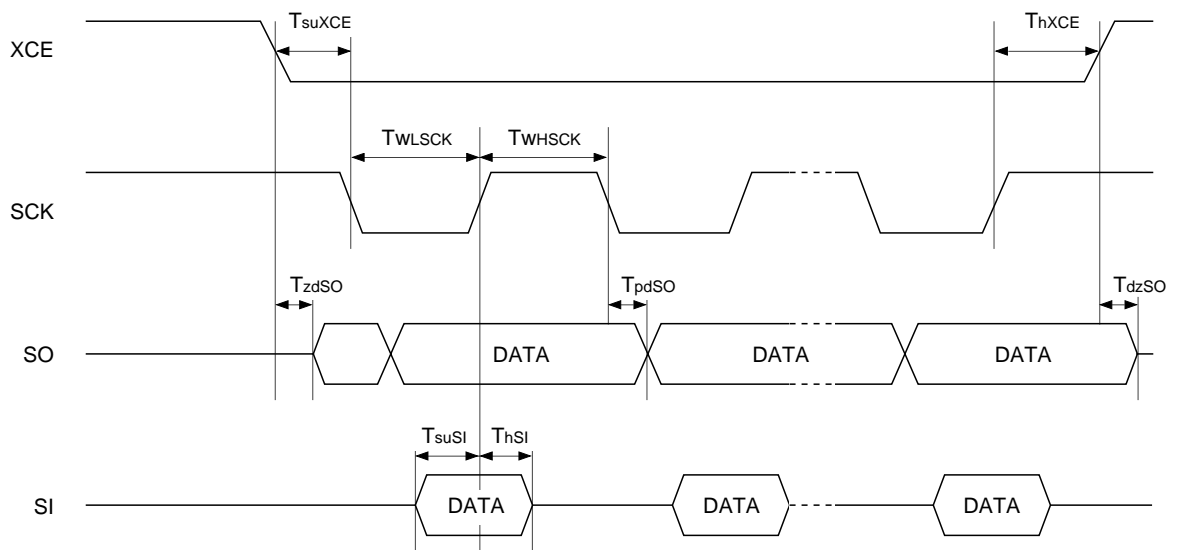 TsuXCE ThXCE
XCE
TWLSCK TWHSCK
SCK
TzdSO TpdSO TdzSO
SO DATA DATA DATA
TsuSI ThSI
SI DATA DATA DATA